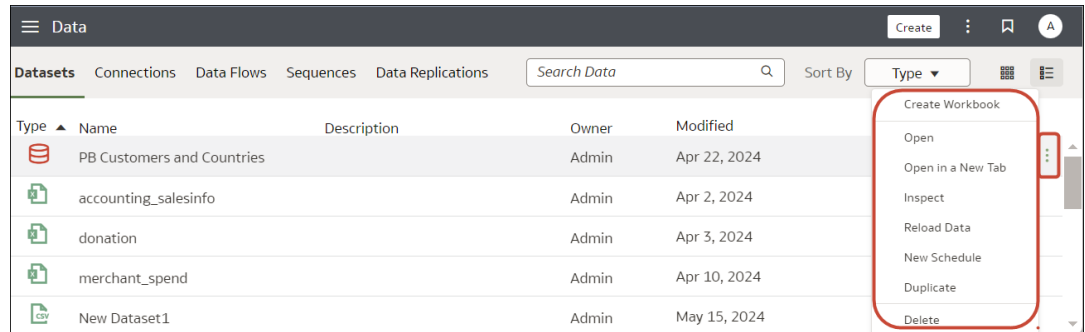 Data Create A
Datasets Connections Data Flows Sequences Data Replications Search Data Sort By Type
Type Name Description Owner Modified
PB Customers and Countries Admin Apr 22, 2024
accounting_salesinfo Admin Apr 2, 2024
donation Admin Apr 3, 2024
merchant_spend Admin Apr 10, 2024
CSV New Dataset1 Admin May 15, 2024
Create Workbook
Open
Open in a New Tab
Inspect
Reload Data
New Schedule
Duplicate
Delete